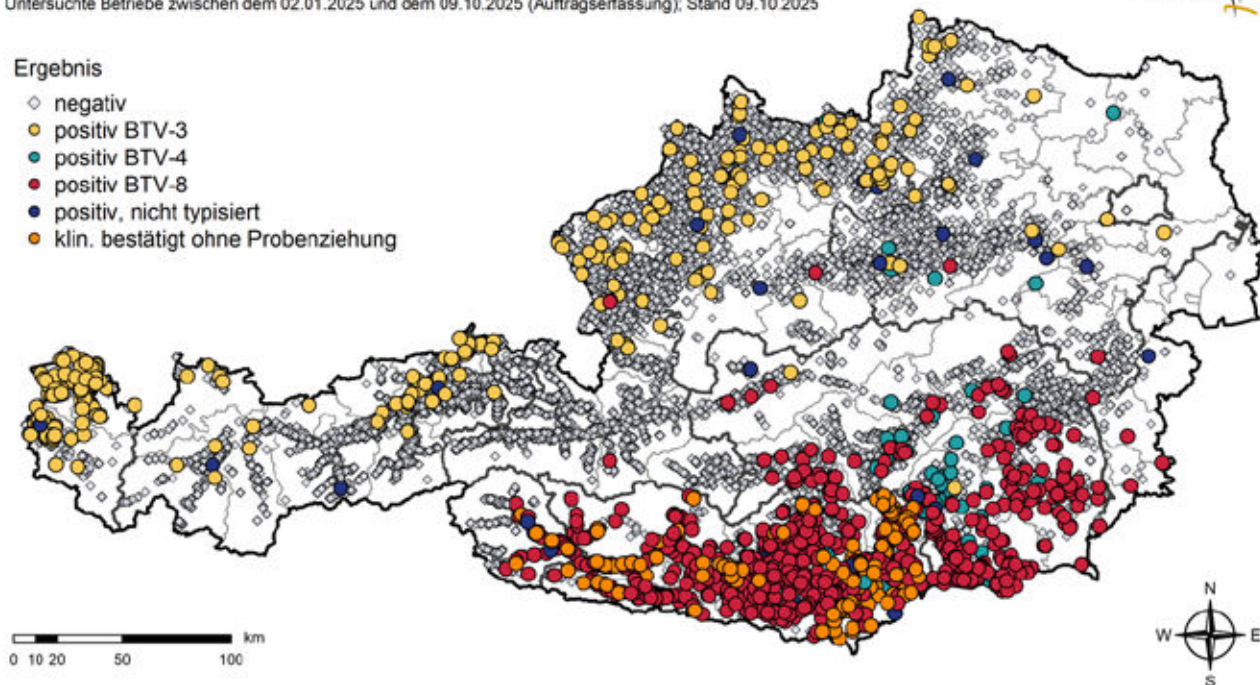 Untersuchte Betriebe zwischen dem 02.01.2025 und dem 09.10.2025 (Auftragserfassung); Stand 09.10.2025
Ergebnis
negativ
positiv BTV-3
positiv BTV-4
positiv BTV-8
positiv, nicht typisiert
klin. bestätigt ohne Probenziehung
km
0 10 20 50 100
N
W E
S